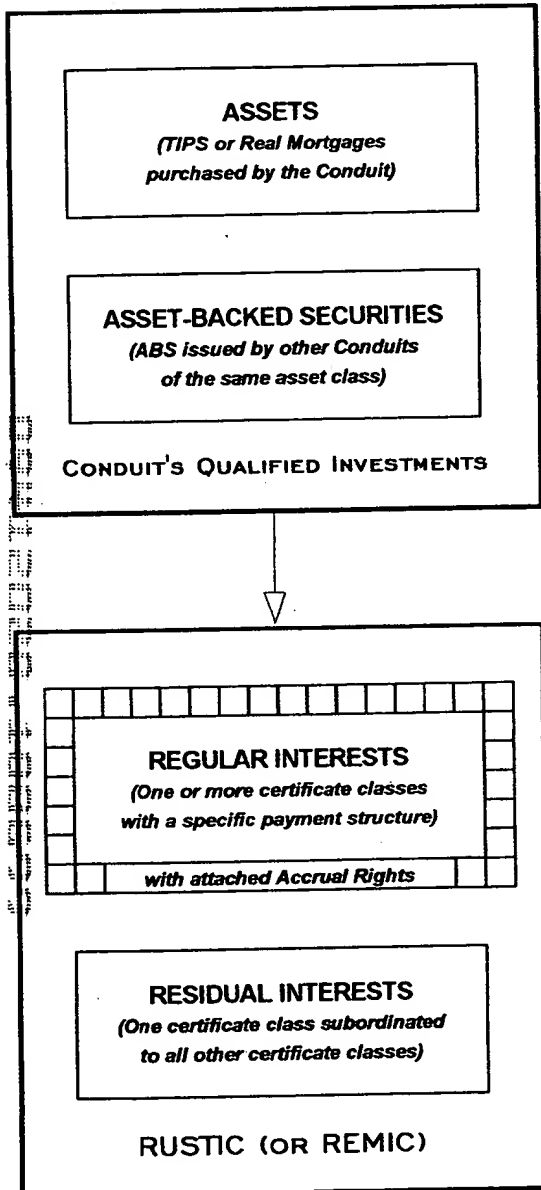 ASSETS
(TIPS or Real Mortgages
purchased by the Conduit)
ASSET-BACKED SECURITIES
(ABS issued by other Conduits
of the same asset class)
CONDUIT'S QUALIFIED INVESTMENTS
REGULAR INTERESTS
(One or more certificate classes
with a specific payment structure)
with attached Accrual Rights
RESIDUAL INTERESTS
(One certificate class subordinated
to all other certificate classes)
RUSTIC (OR REMIC)